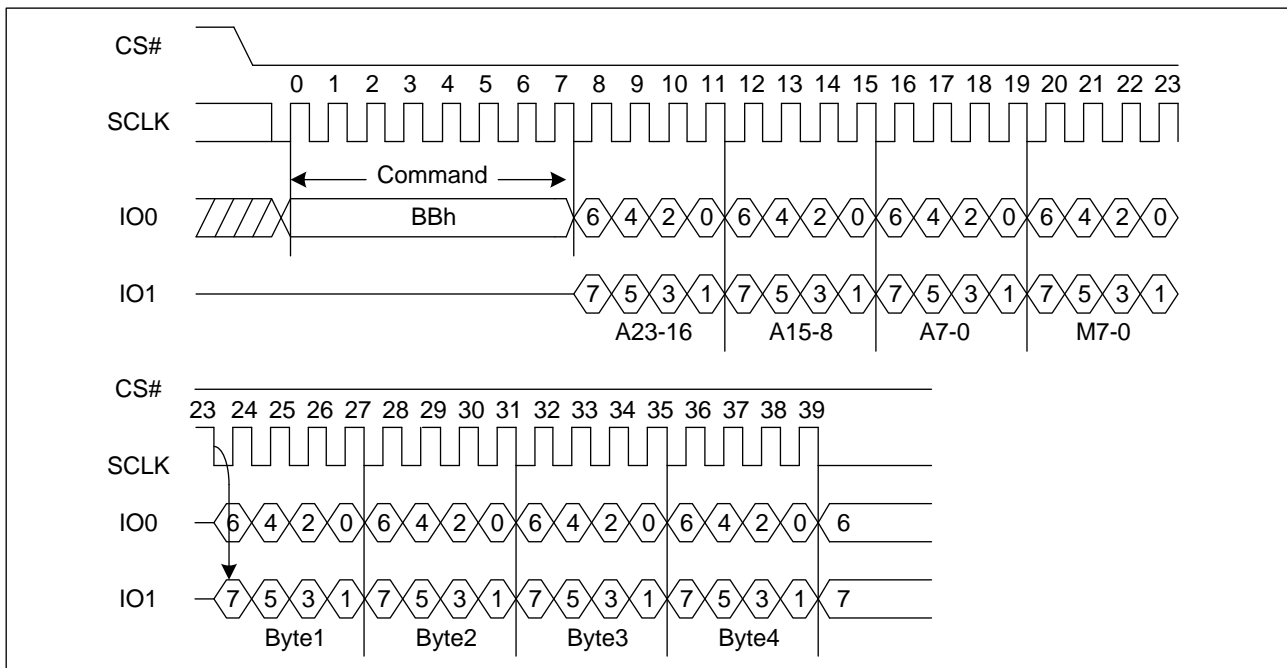 CS#
0 1 2 3 4 5 6 7 8 9 10 11 12 13 14 15 16 17 18 19 20 21 22 23
SCLK
Command
IO0 BBh 6 4 2 0 6 4 2 0 6 4 2 0 6 4 2 0
IO1 7 5 3 1 7 5 3 1 7 5 3 1 7 5 3 1
A23-16 A15-8 A7-0 M7-0
CS#
23 24 25 26 27 28 29 30 31 32 33 34 35 36 37 38 39
SCLK
IO0 6 4 2 0 6 4 2 0 6 4 2 0 6 4 2 0 6
IO1 7 5 3 1 7 5 3 1 7 5 3 1 7 5 3 1 7
Byte1 Byte2 Byte3 Byte4